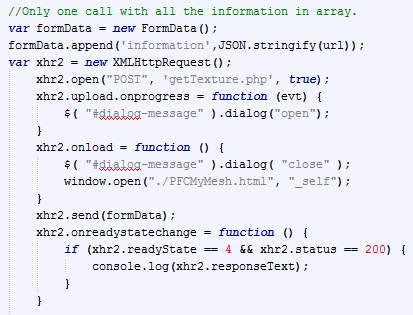 //Only one call with all the information in array.
var formData = new FormData();
formData.append('information',JSON.stringify(url));
var xhr2 = new XMLHttpRequest();
    xhr2.open("POST", 'getTexture.php', true);
    xhr2.upload.onprogress = function (evt) {
        $( "#dialog-message" ).dialog("open");
    }
    xhr2.onload = function () {
        $( "#dialog-message" ).dialog( "close" );
        window.open("./PFCMyMesh.html", "_self");
    }
    xhr2.send(formData);
    xhr2.onreadystatechange = function () {
        if (xhr2.readyState == 4 && xhr2.status == 200) {
            console.log(xhr2.responseText);
        }
    }